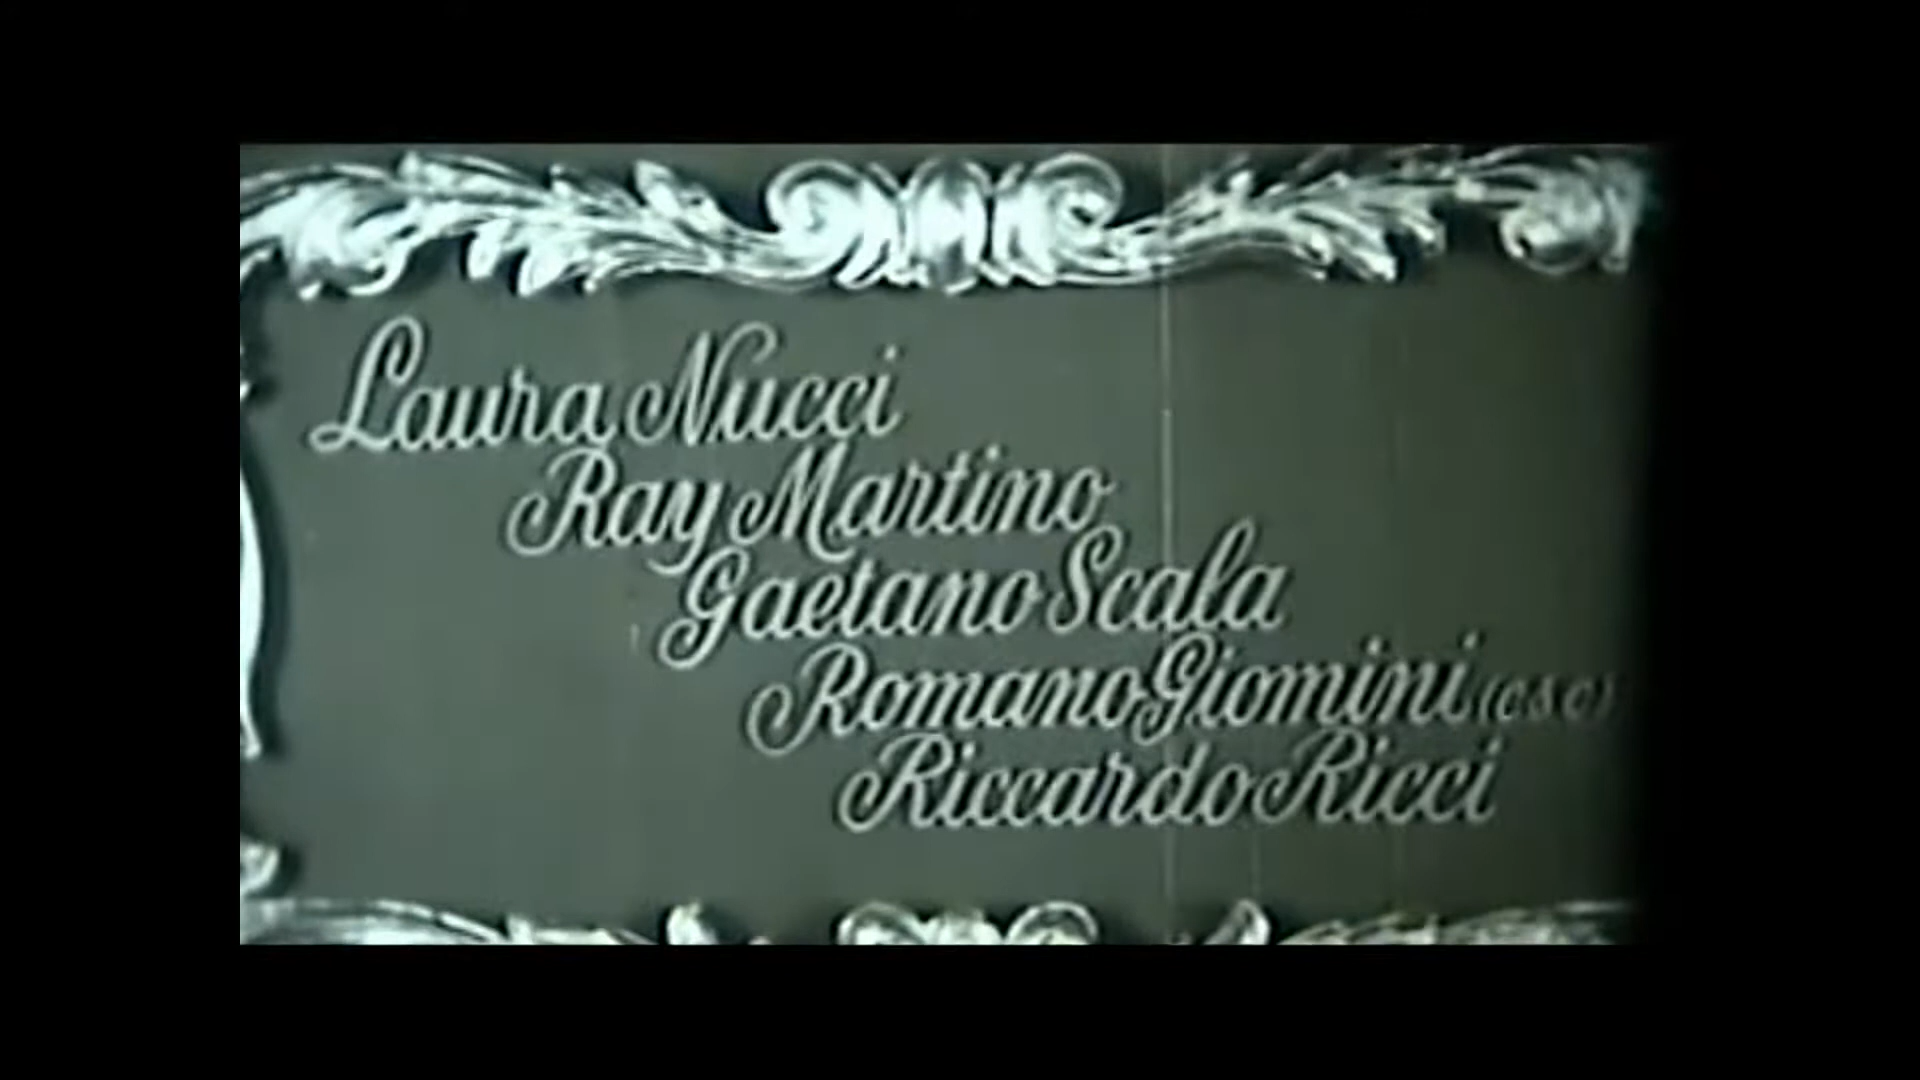 Laura Nucci
Ray Martino
Gaetano Scala
Romano Giomini (c s c)
Riccardo Ricci